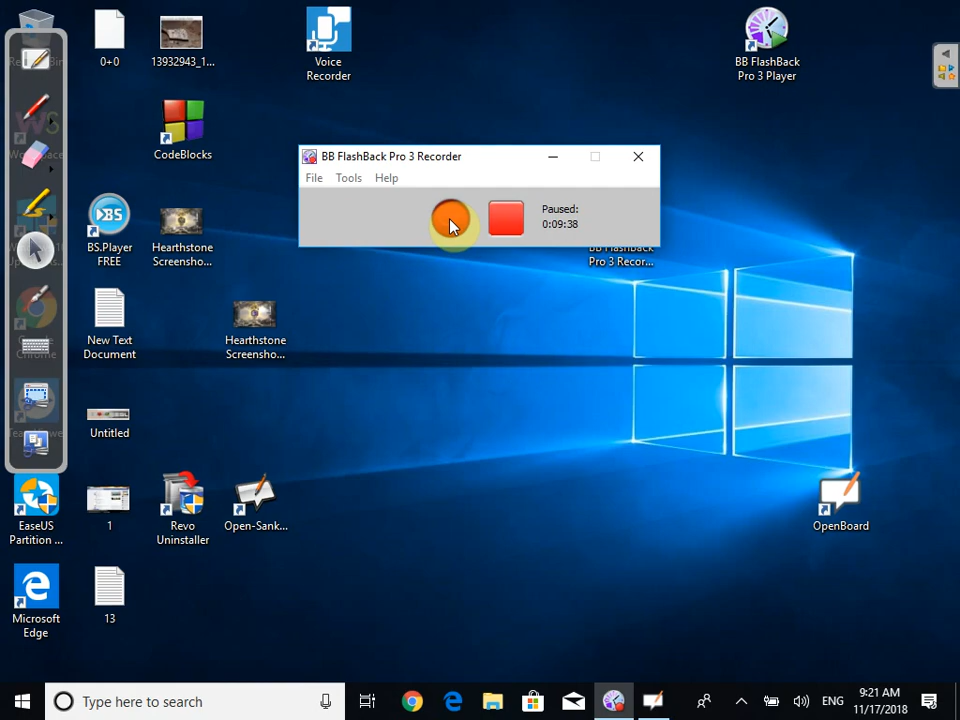 0+0
13932943_1...
Voice
Recorder
BB FlashBack
Pro 3 Player
CodeBlocks
BB FlashBack Pro 3 Recorder
File Tools Help
Paused:
0:09:38
BB FlashBack
Pro 3 Recor...
BS.Player
FREE
Hearthstone
Screensho...
New Text
Document
Hearthstone
Screensho...
Untitled
EaseUS
Partition ...
1
Revo
Uninstaller
Open-Sank...
OpenBoard
Microsoft
Edge
13
Type here to search
ENG
9:21 AM
11/17/2018